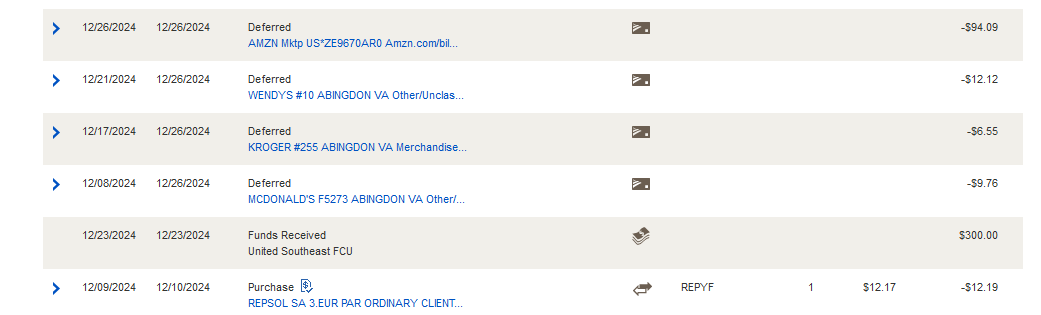 12/26/2024 12/26/2024 Deferred -$94.09
AMZN Mktp US*ZE9670AR0 Amzn.com/bil...
12/21/2024 12/26/2024 Deferred -$12.12
WENDYS #10 ABINGDON VA Other/Unclas...
12/17/2024 12/26/2024 Deferred -$6.55
KROGER #255 ABINGDON VA Merchandise...
12/08/2024 12/26/2024 Deferred -$9.76
MCDONALD'S F5273 ABINGDON VA Other/...
12/23/2024 12/23/2024 Funds Received $300.00
United Southeast FCU
12/09/2024 12/10/2024 Purchase REPYF 1 $12.17 -$12.19
REPSOL SA 3.EUR PAR ORDINARY CLIENT...